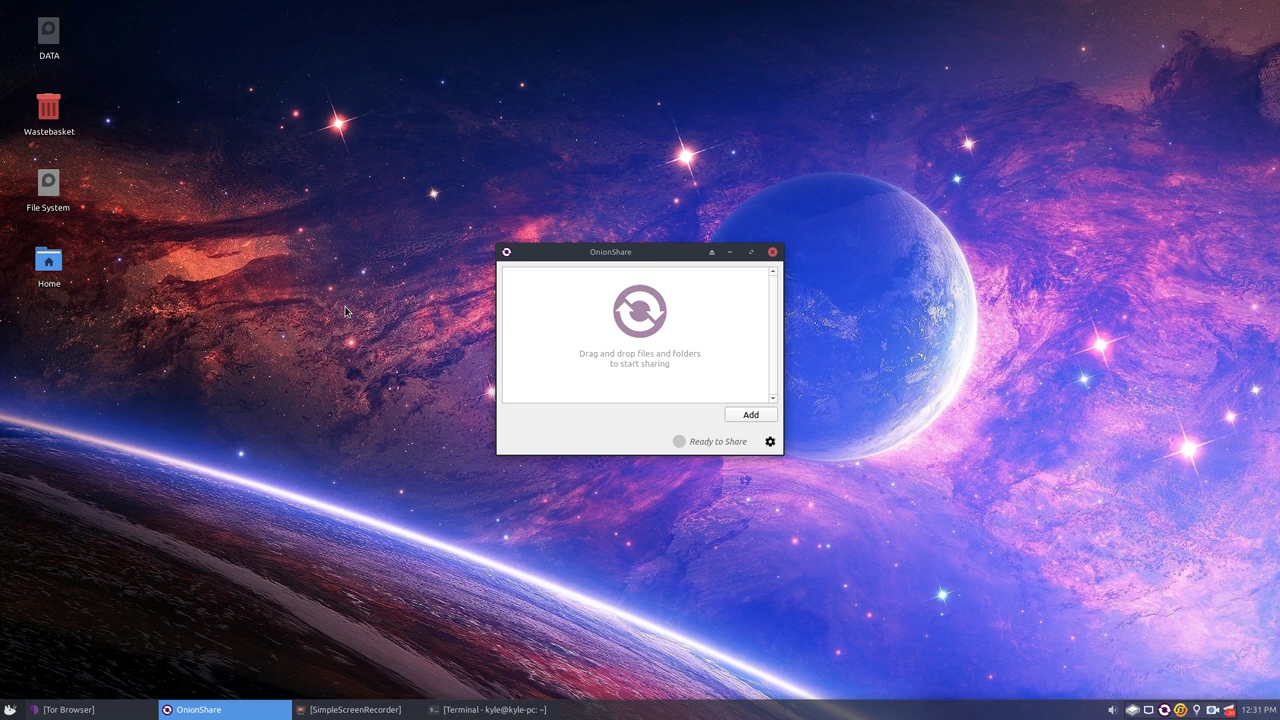 DATA
Wastebasket
File System
Home
OnionShare
Drag and drop files and folders
to start sharing
Add
Ready to Share
[Tor Browser]
OnionShare
[SimpleScreenRecorder]
[Terminal - kyle@kyle-pc: ~]
12:31 PM